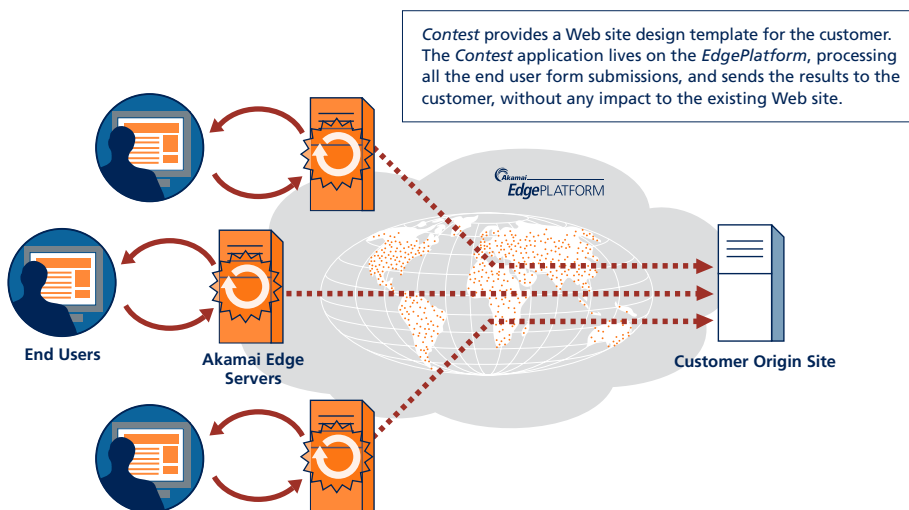 Contest provides a Web site design template for the customer.
The Contest application lives on the EdgePlatform, processing
all the end user form submissions, and sends the results to the
customer, without any impact to the existing Web site.
Akamai
EdgePLATFORM
End Users
Akamai Edge
Servers
Customer Origin Site